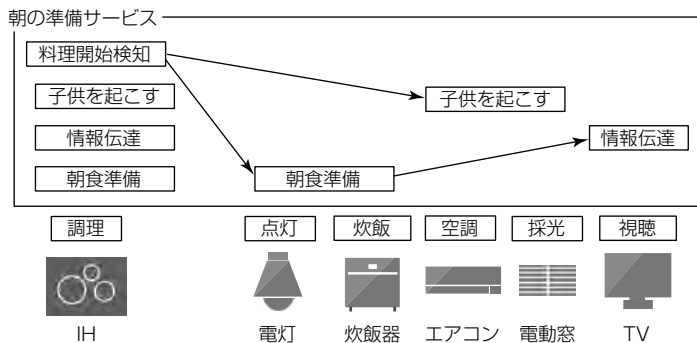 朝の準備サービス
料理開始検知
子供を起こす
子供を起こす
情報伝達
情報伝達
朝食準備
朝食準備
調理
点灯
炊飯
空調
採光
視聴
IH
電灯
炊飯器
エアコン
電動窓
TV